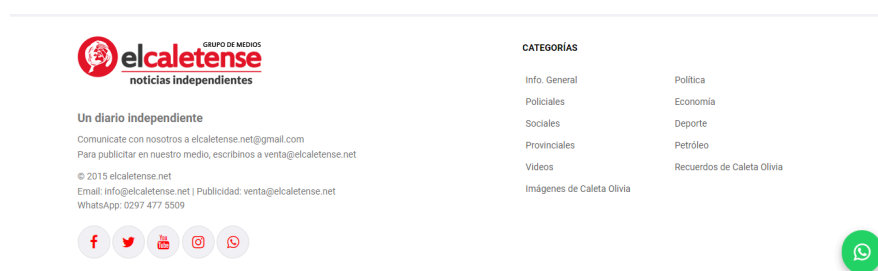 GRUPO DE MEDIOS
elcaletense
noticias independientes
Un diario independiente
Comunicate con nosotros a elcaletense.net@gmail.com
Para publicitar en nuestro medio, escribinos a venta@elcaletense.net
© 2015 elcaletense.net
Email: info@elcaletense.net | Publicidad: venta@elcaletense.net
WhatsApp: 0297 477 5509
You
Tube
CATEGORÍAS
Info. General
Política
Policiales
Economía
Sociales
Deporte
Provinciales
Petróleo
Videos
Recuerdos de Caleta Olivia
Imágenes de Caleta Olivia